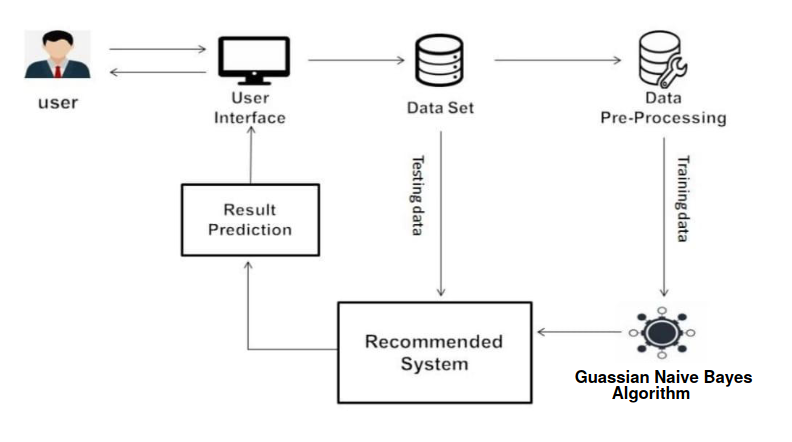 user
User
Interface
Data Set
Data
Pre-Processing
Testing data
Training data
Result
Prediction
Recommended
System
Guassian Naive Bayes
Algorithm